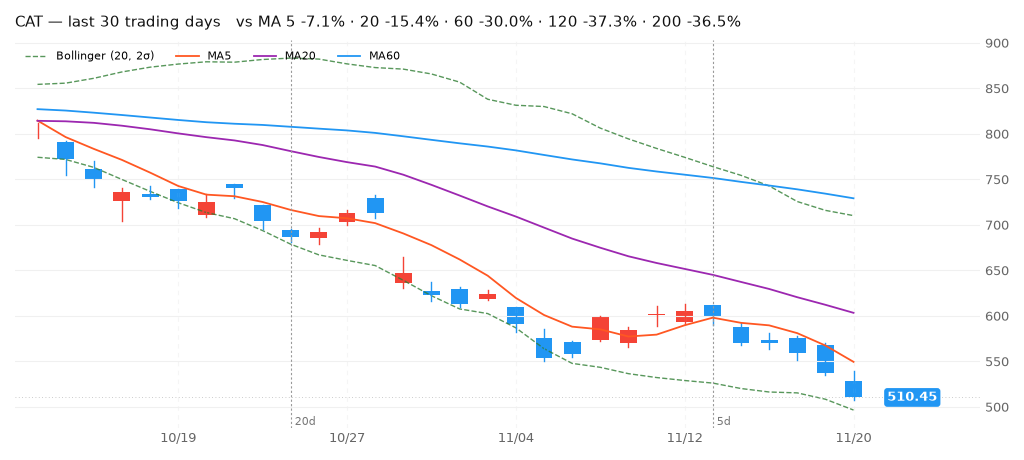 CAT — last 30 trading days   vs MA 5 -7.1% · 20 -15.4% · 60 -30.0% · 120 -37.3% · 200 -36.5%
Bollinger (20, 2σ)   MA5   MA20   MA60
900
850
800
750
700
650
600
550
510.45
500
20d   5d
10/19   10/27   11/04   11/12   11/20